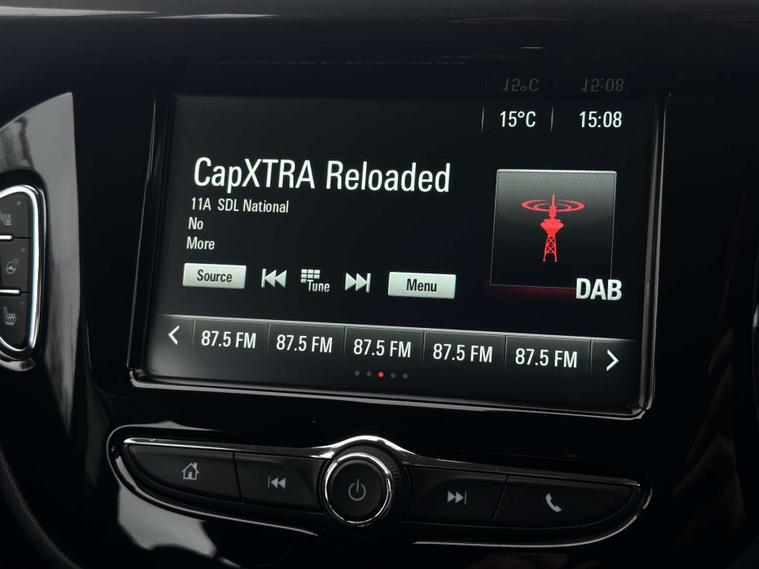 15°C 15:08
CapXTRA Reloaded
11A SDL National
No
More
Source Tune Menu
DAB
87.5 FM 87.5 FM 87.5 FM 87.5 FM 87.5 FM